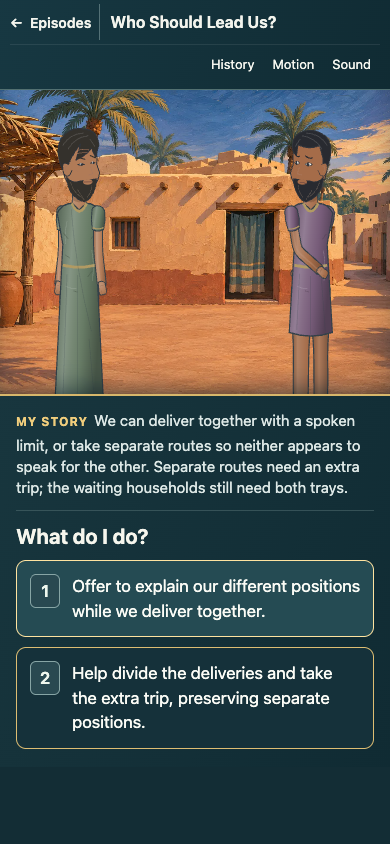 ← Episodes
Who Should Lead Us?
History Motion Sound
MY STORY We can deliver together with a spoken
limit, or take separate routes so neither appears to
speak for the other. Separate routes need an extra
trip; the waiting households still need both trays.
What do I do?
1 Offer to explain our different positions
while we deliver together.
2 Help divide the deliveries and take
the extra trip, preserving separate
positions.